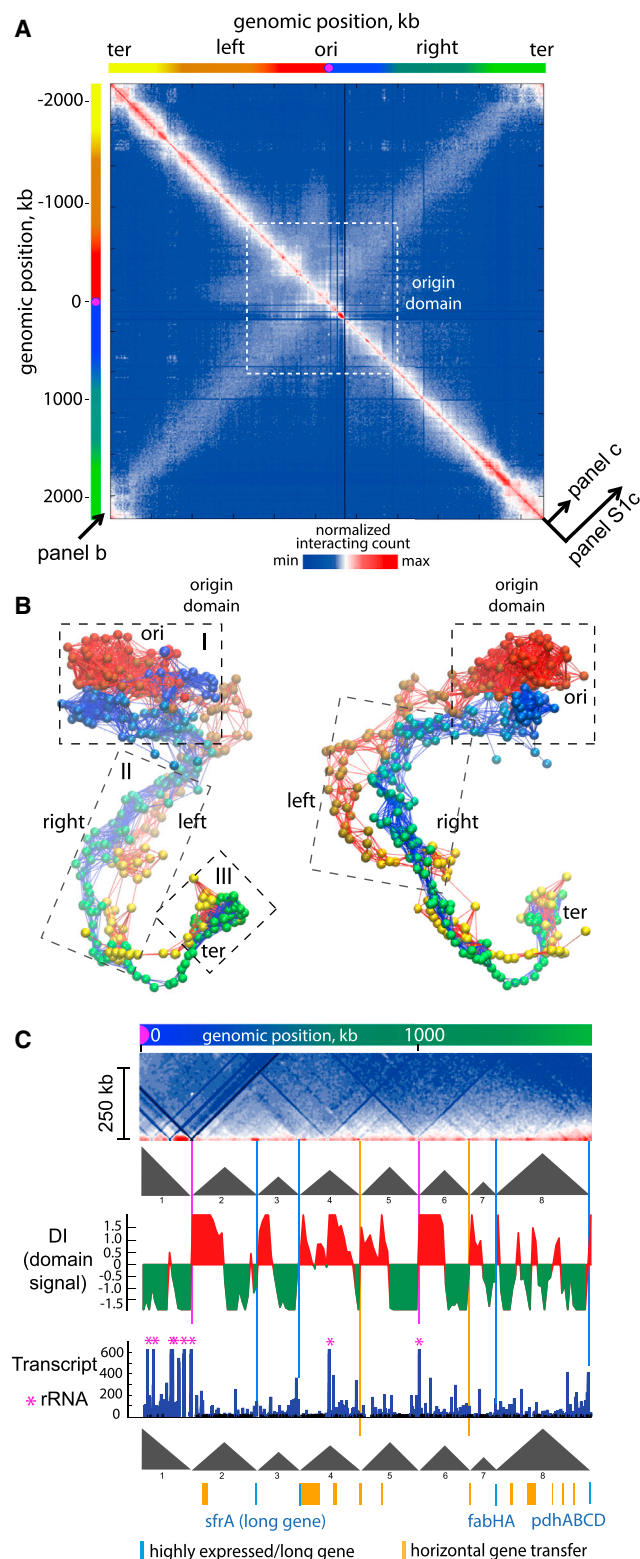 A
genomic position, kb
ter left ori right ter
-2000
-1000
0
1000
2000
genomic position, kb
origin
domain
panel b
panel c
panel S1c
normalized
interacting count
min max
B
origin
domain
origin
domain
ori
I
ori
II
left
right
left
right
III
ter
ter
C
0 genomic position, kb 1000
250 kb
1 2 3 4 5 6 7 8
DI
(domain
signal)
1.5
1.0
0.5
0
-0.5
-1.0
-1.5
Transcript
* rRNA
600
400
200
0
** **** * *
1 2 3 4 5 6 7 8
sfrA (long gene) fabHA pdhABCD
highly expressed/long gene horizontal gene transfer